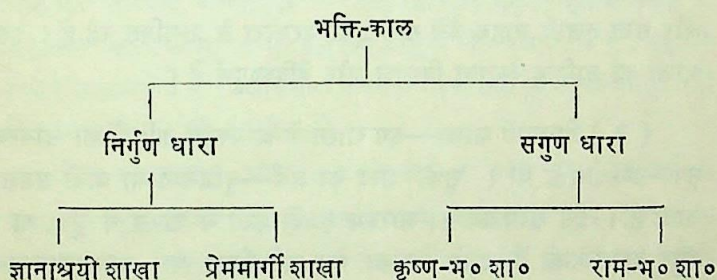 भक्ति-काल
निर्गुण धारा सगुण धारा
ज्ञानाश्रयी शाखा प्रेममार्गी शाखा कृष्ण-भ० शा० राम-भ० शा०